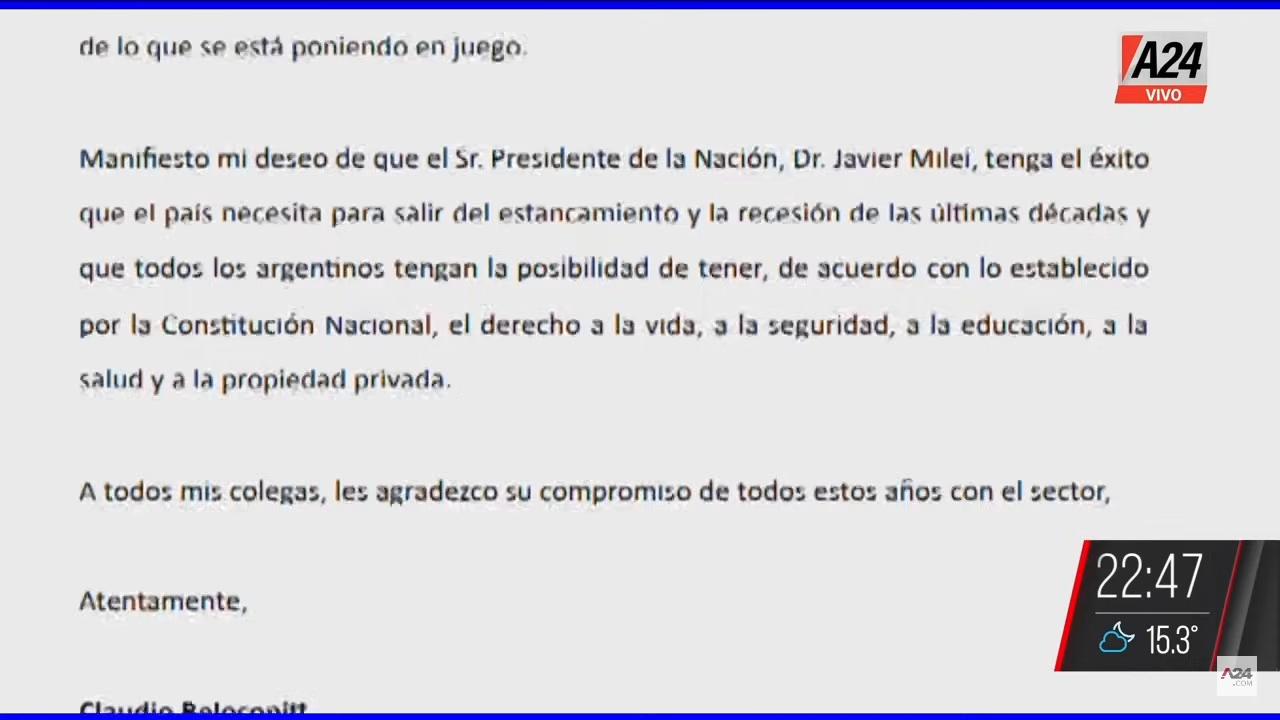 de lo que se está poniendo en juego.
A24
VIVO
Manifiesto mi deseo de que el Sr. Presidente de la Nación, Dr. Javier Milei, tenga el éxito
que el país necesita para salir del estancamiento y la recesión de las últimas décadas y
que todos los argentinos tengan la posibilidad de tener, de acuerdo con lo establecido
por la Constitución Nacional, el derecho a la vida, a la seguridad, a la educación, a la
salud y a la propiedad privada.
A todos mis colegas, les agradezco su compromiso de todos estos años con el sector,
Atentamente,
22:47
15.3°
A24
.COM
Claudio Belocopitt